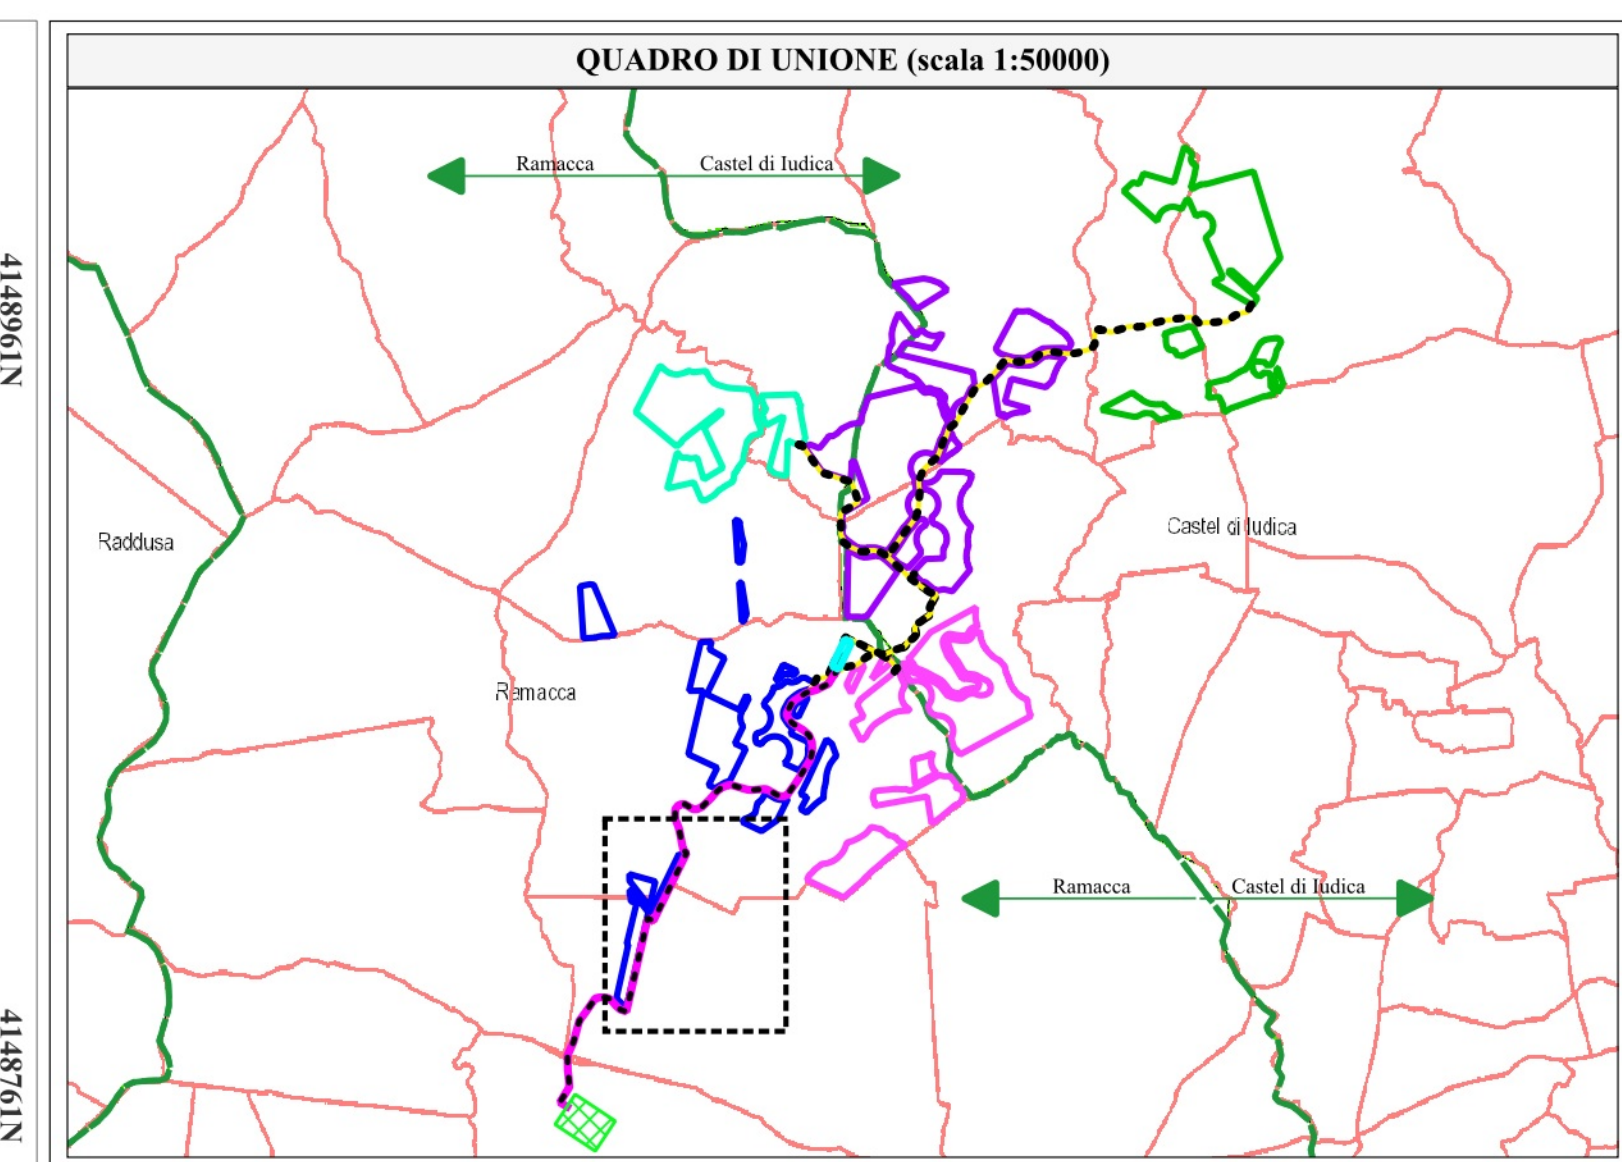 QUADRO DI UNIONE (scala 1:50000)
4148961N
Ramacca Castel di Iudica
Raddusa
Castel di Iudica
Ramacca
Ramacca Castel di Iudica
4148761N